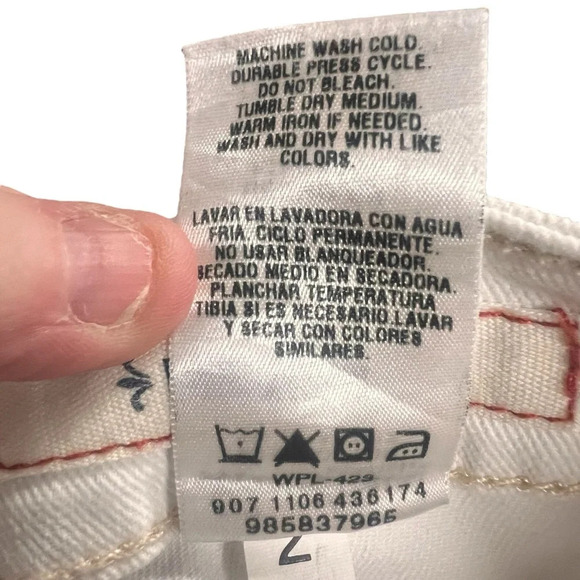 MACHINE WASH COLD.
DURABLE PRESS CYCLE.
DO NOT BLEACH.
TUMBLE DRY MEDIUM.
WARM IRON IF NEEDED.
WASH AND DRY WITH LIKE
COLORS.
LAVAR EN LAVADORA CON AGUA
FRIA, CICLO PERMANENTE.
NO USAR BLANQUEADOR.
SECADO MEDIO EN SECADORA.
PLANCHAR TEMPERATURA
TIBIA SI ES NECESARIO.LAVAR
Y SECAR CON COLORES
SIMILARES.
WPL-423
007 1106 436174
985837965
2